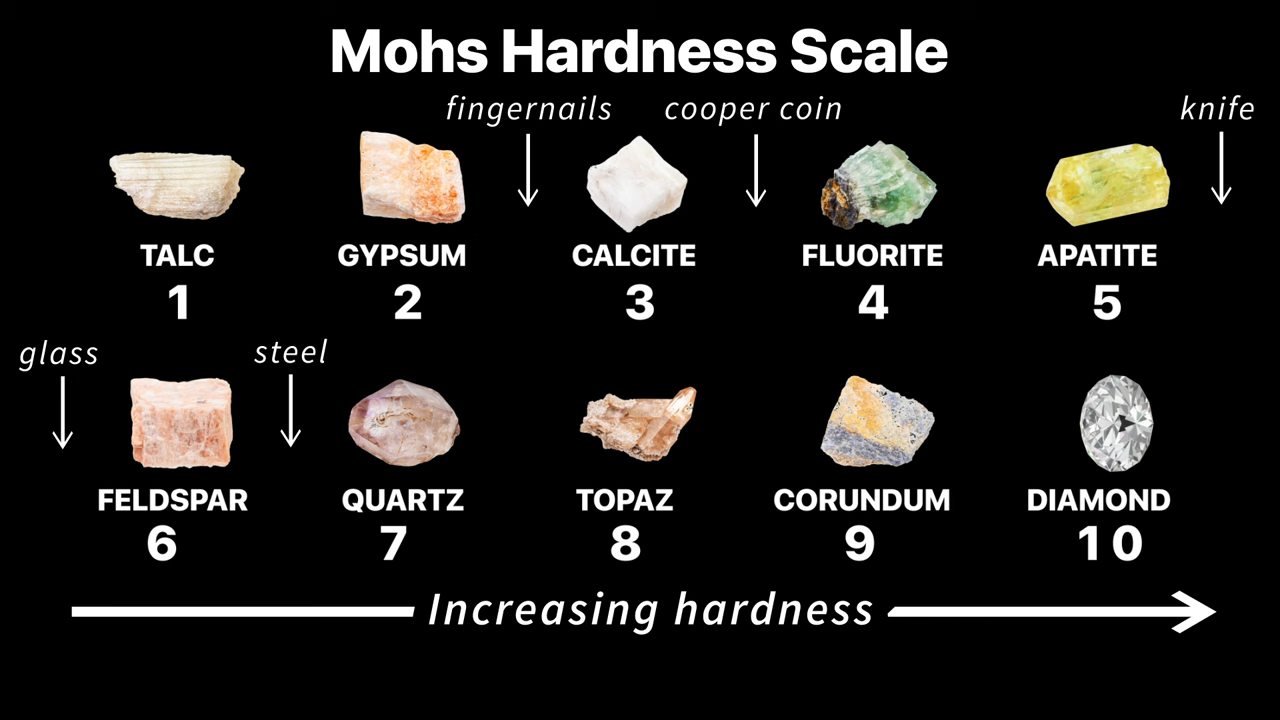 Mohs Hardness Scale
fingernails cooper coin knife
TALC GYPSUM CALCITE FLUORITE APATITE
1 2 3 4 5
glass steel
FELDSPAR QUARTZ TOPAZ CORUNDUM DIAMOND
6 7 8 9 10
Increasing hardness